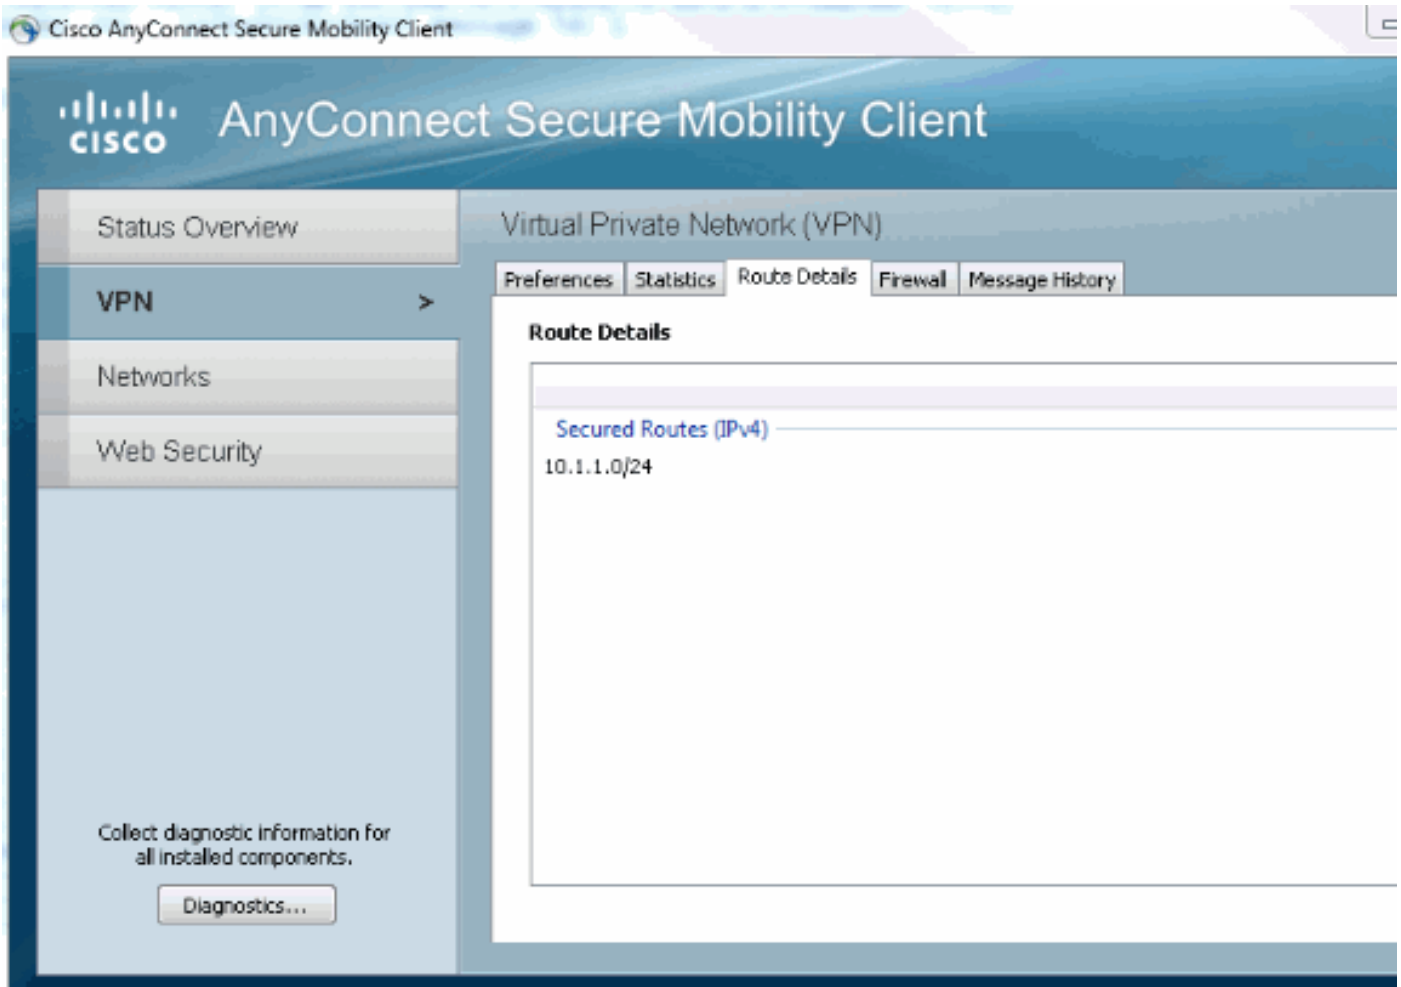 Cisco AnyConnect Secure Mobility Client
CISCO AnyConnect Secure Mobility Client
Status Overview
VPN >
Networks
Web Security
Collect diagnostic information for
all installed components.
Diagnostics...
Virtual Private Network (VPN)
Preferences Statistics Route Details Firewall Message History
Route Details
Secured Routes (IPv4)
10.1.1.0/24